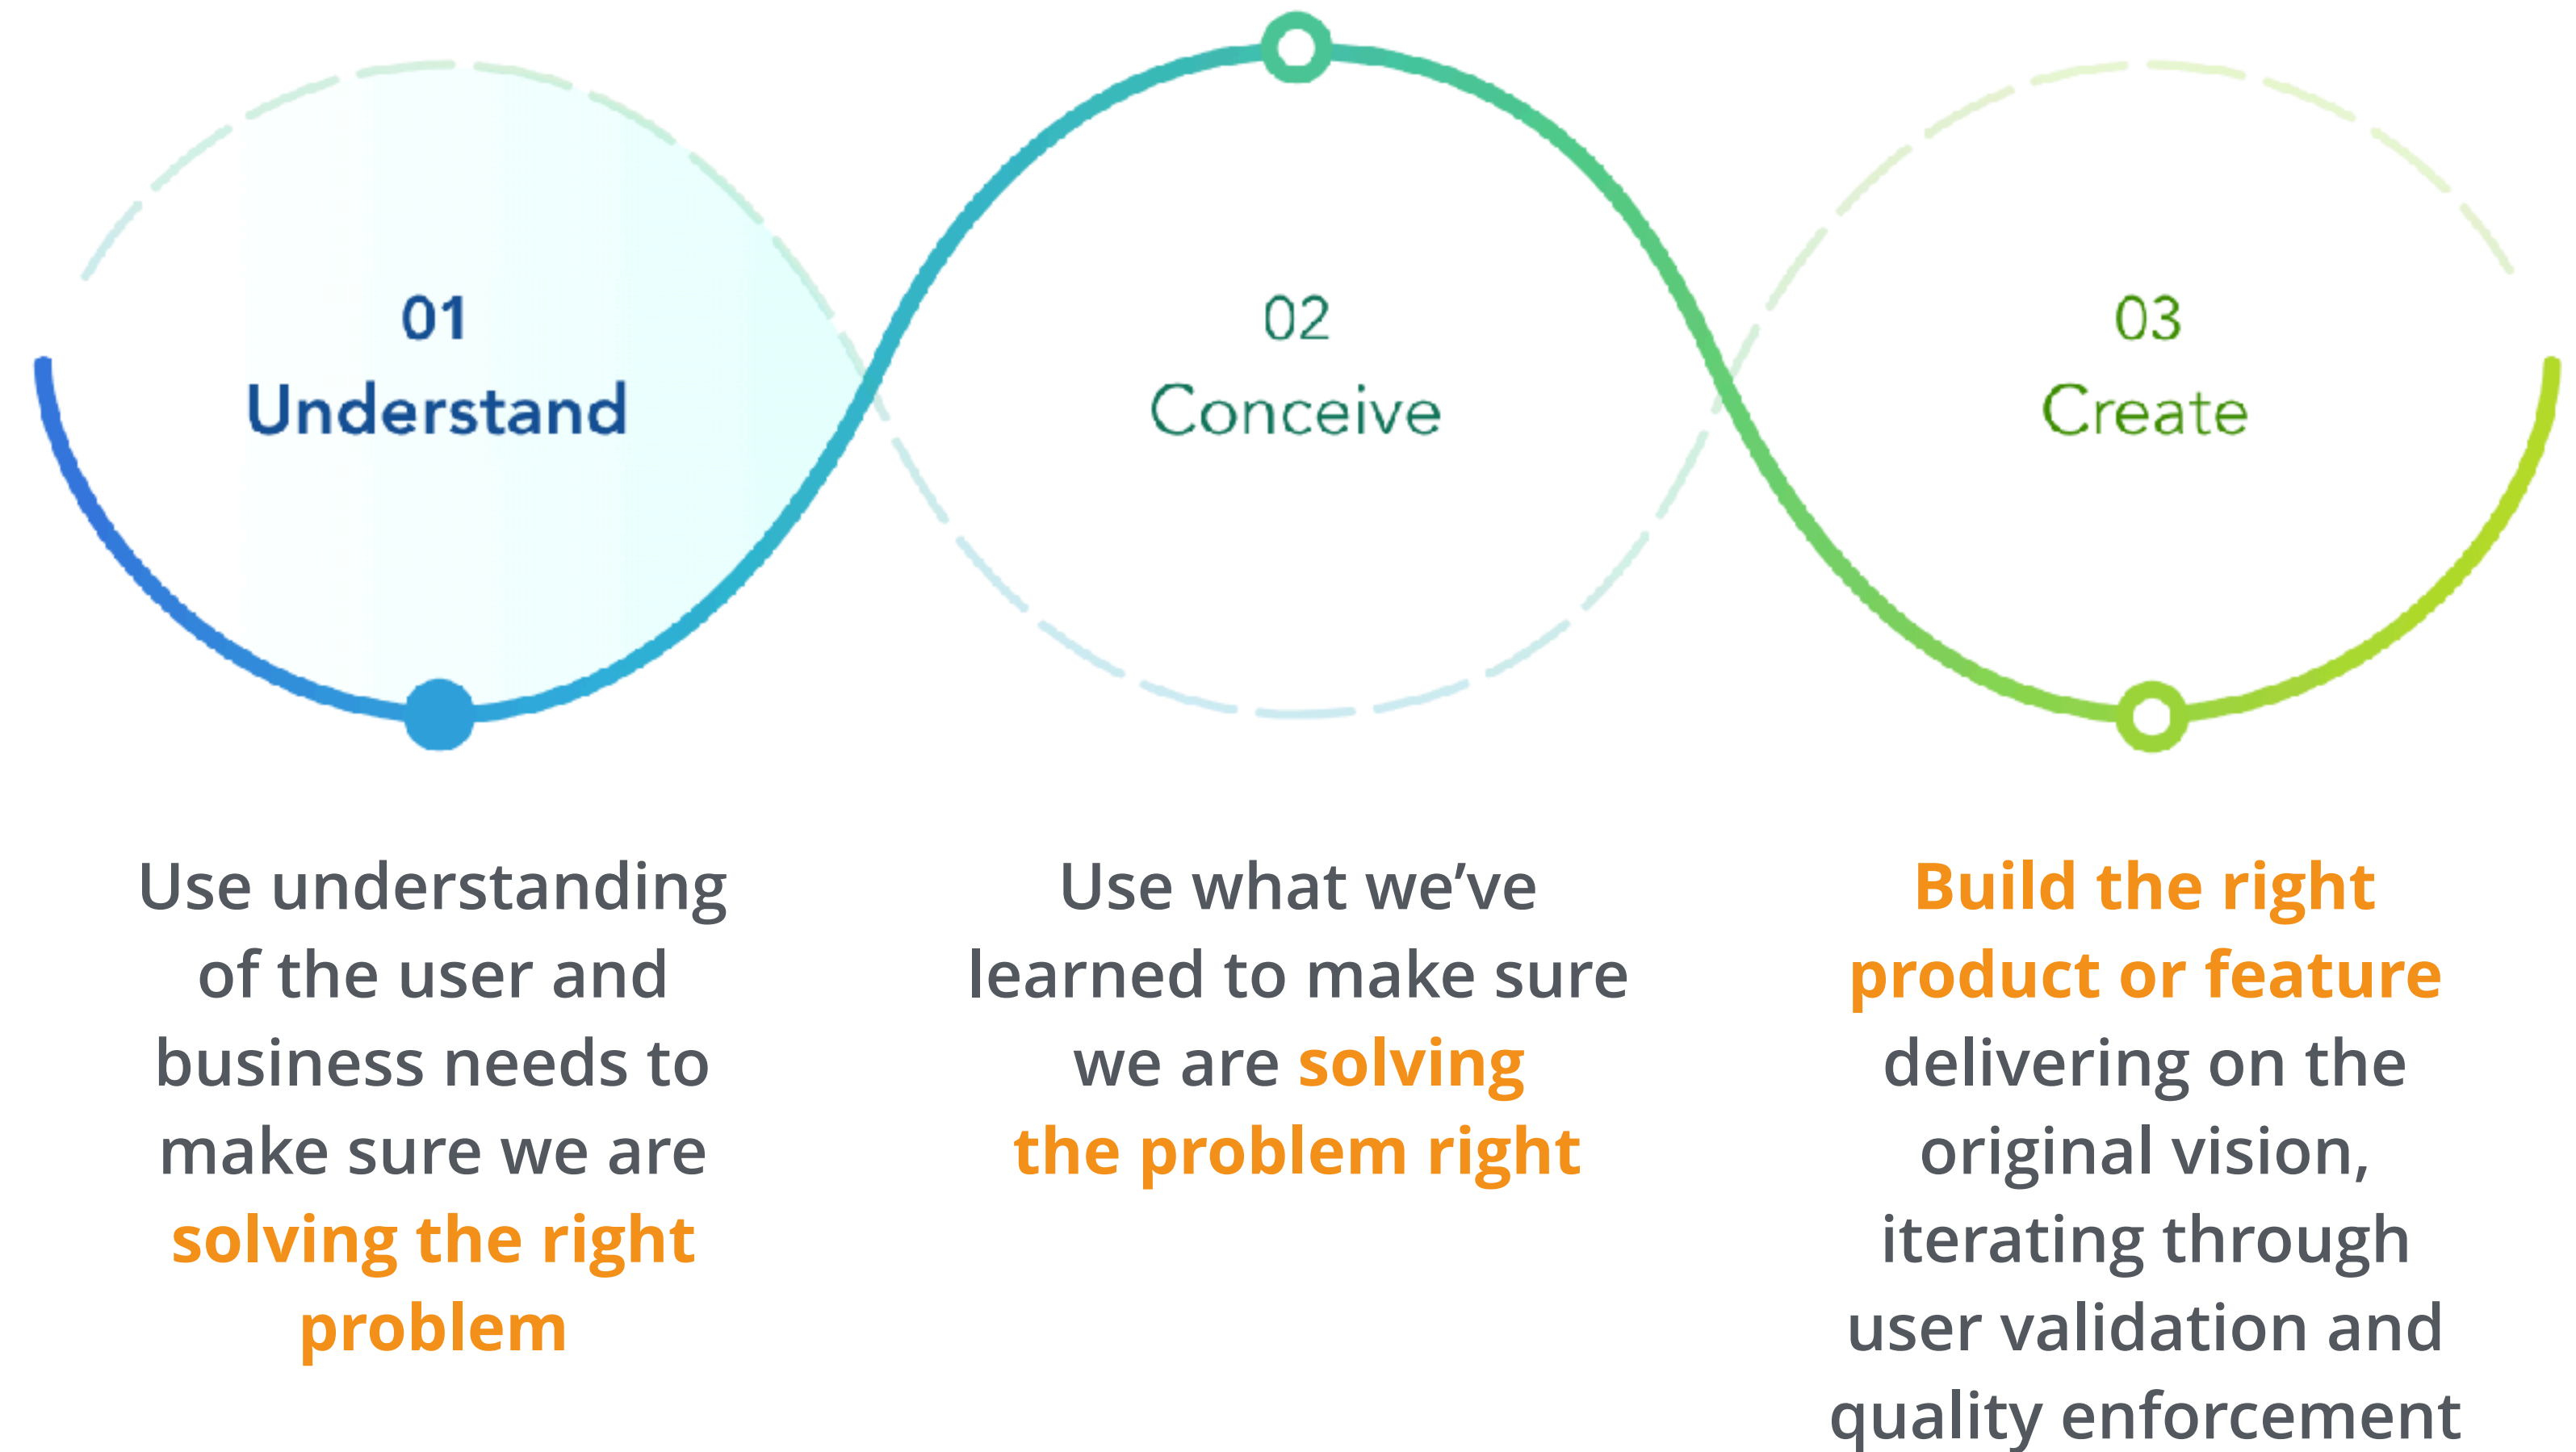 01
Understand
02
Conceive
03
Create
Use understanding
of the user and
business needs to
make sure we are
solving the right
problem
Use what we’ve
learned to make sure
we are solving
the problem right
Build the right
product or feature
delivering on the
original vision,
iterating through
user validation and
quality enforcement